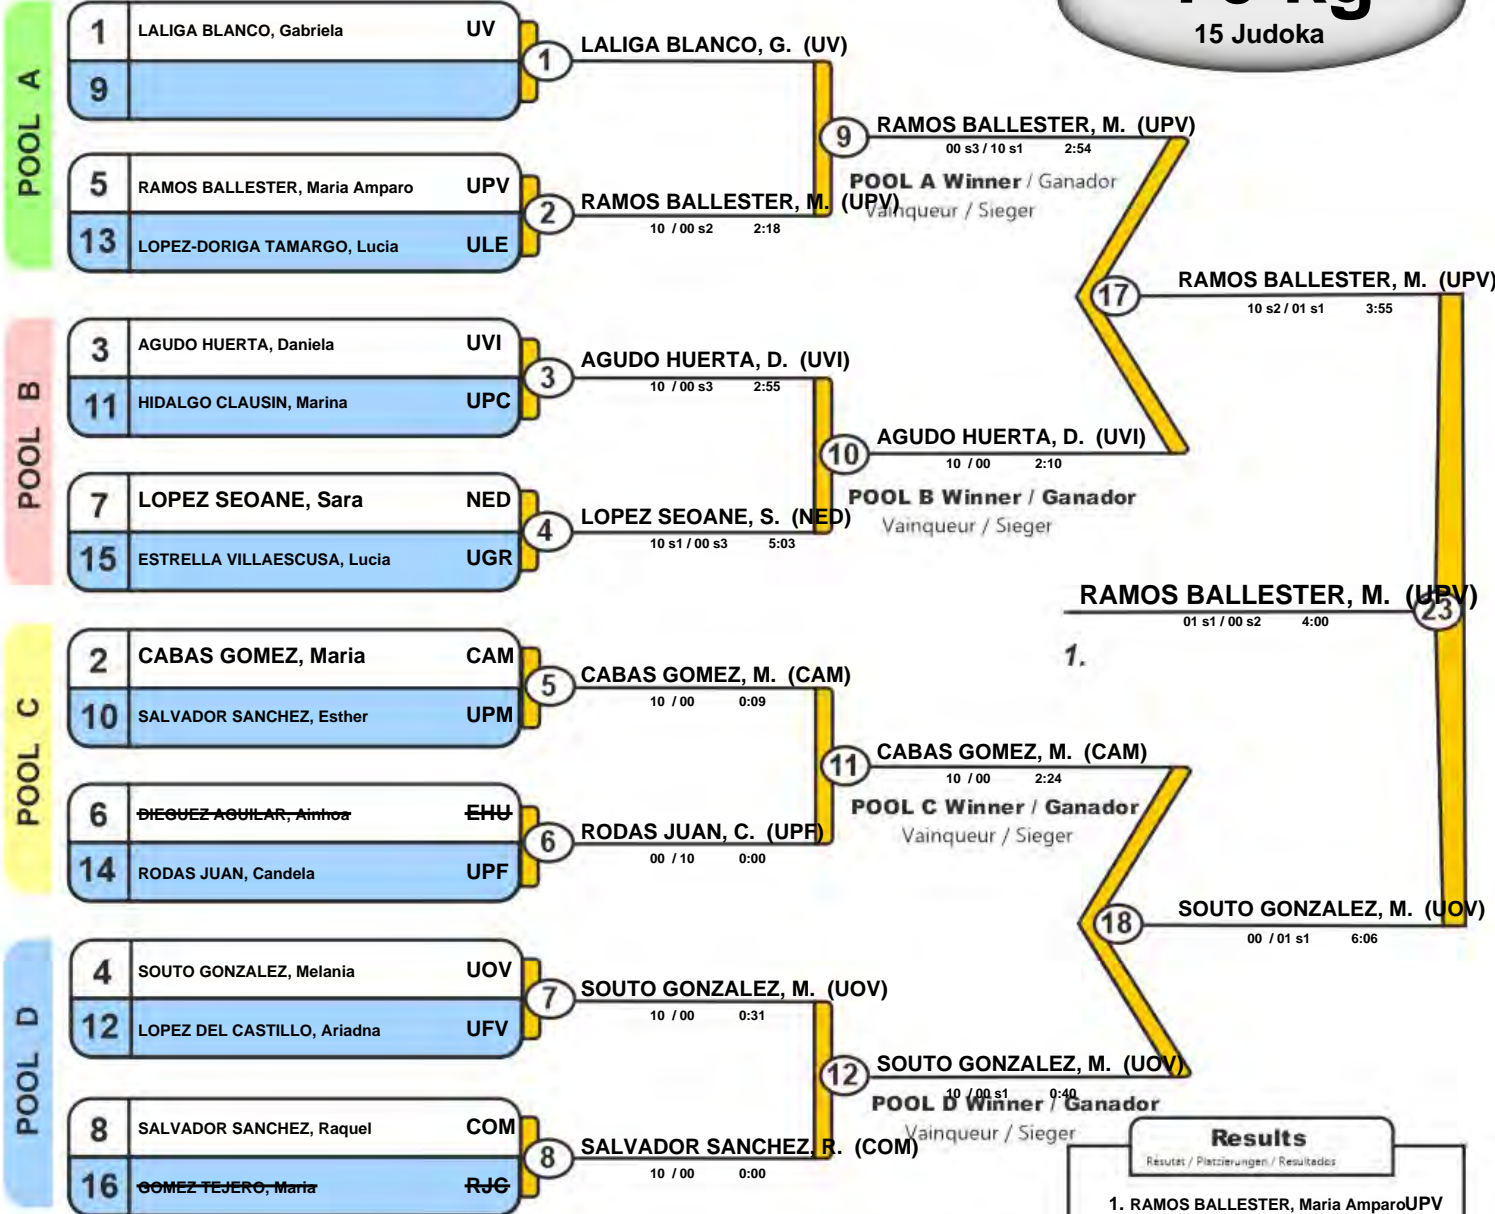 15 Judoka
POOL A
1 LALIGA BLANCO, Gabriela UV
9
5 RAMOS BALLESTER, Maria Amparo UPV
13 LOPEZ-DORIGA TAMARGO, Lucia ULE
POOL B
3 AGUDO HUERTA, Daniela UVI
11 HIDALGO CLAUSIN, Marina UPC
7 LOPEZ SEOANE, Sara NED
15 ESTRELLA VILLAESCUSA, Lucia UGR
POOL C
2 CABAS GOMEZ, Maria CAM
10 SALVADOR SANCHEZ, Esther UPM
6 DIEGUEZ AGUILAR, Ainhoa EHU
14 RODAS JUAN, Candela UPF
POOL D
4 SOUTO GONZALEZ, Melania UOV
12 LOPEZ DEL CASTILLO, Ariadna UFV
8 SALVADOR SANCHEZ, Raquel COM
16 GOMEZ TEJERO, Maria RJC
1 LALIGA BLANCO, G. (UV)
2 RAMOS BALLESTER, M. (UPV)
10 / 00 s2 2:18
3 AGUDO HUERTA, D. (UVI)
10 / 00 s3 2:55
4 LOPEZ SEOANE, S. (NED)
10 s1 / 00 s3 5:03
5 CABAS GOMEZ, M. (CAM)
10 / 00 0:09
6 RODAS JUAN, C. (UPF)
00 / 10 0:00
7 SOUTO GONZALEZ, M. (UOV)
10 / 00 0:31
8 SALVADOR SANCHEZ, R. (COM)
10 / 00 0:00
9 RAMOS BALLESTER, M. (UPV)
00 s3 / 10 s1 2:54
POOL A Winner / Ganador
Vainqueur / Sieger
10 AGUDO HUERTA, D. (UVI)
10 / 00 2:10
POOL B Winner / Ganador
Vainqueur / Sieger
11 CABAS GOMEZ, M. (CAM)
10 / 00 2:24
POOL C Winner / Ganador
Vainqueur / Sieger
12 SOUTO GONZALEZ, M. (UOV)
10 / 00 s1 0:40
POOL D Winner / Ganador
Vainqueur / Sieger
17 RAMOS BALLESTER, M. (UPV)
10 s2 / 01 s1 3:55
18 SOUTO GONZALEZ, M. (UOV)
00 / 01 s1 6:06
RAMOS BALLESTER, M. (UPV)
23
01 s1 / 00 s2 4:00
1.
Results
Résutat / Platzierungen / Resultados
1. RAMOS BALLESTER, Maria Amparo UPV